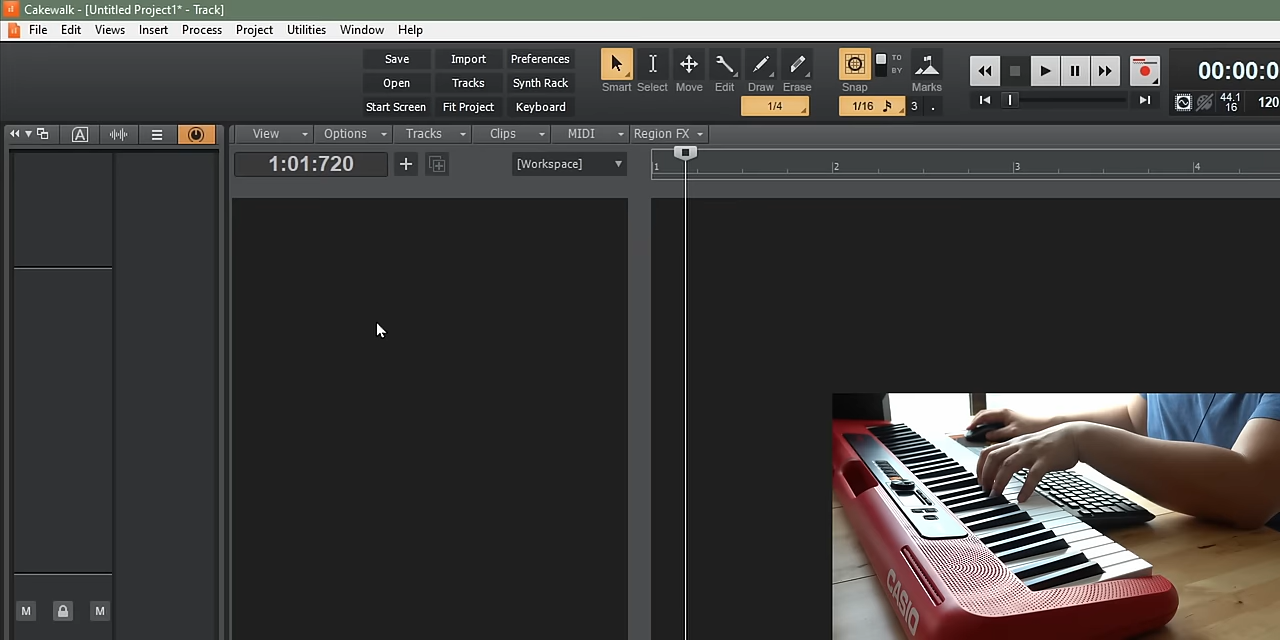 Cakewalk - [Untitled Project1* - Track]
File Edit Views Insert Process Project Utilities Window Help
Save Import Preferences
Open Tracks Synth Rack
Start Screen Fit Project Keyboard
Smart Select Move Edit Draw Erase Snap Marks
TO
BY
1/4
1/16 3 .
00:00:0
44.1
16
120
A
View Options Tracks Clips MIDI Region FX
1:01:720 + [Workspace]
1 2 3 4
M M
CASIO